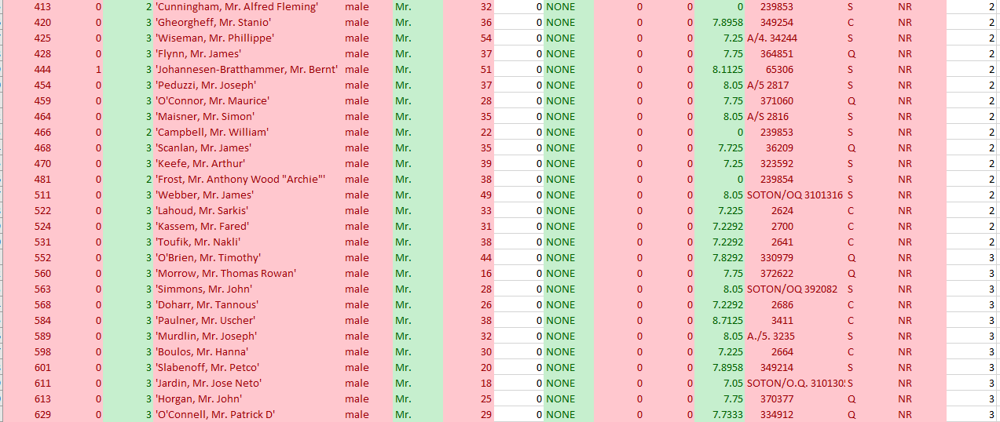 413 0 2 'Cunningham, Mr. Alfred Fleming' male Mr. 32 0 NONE 0 0 0 239853 S NR 2
420 0 3 'Gheorgheff, Mr. Stanio' male Mr. 36 0 NONE 0 0 7.8958 349254 C NR 2
425 0 3 'Wiseman, Mr. Phillippe' male Mr. 54 0 NONE 0 0 7.25 A/4. 34244 S NR 2
428 0 3 'Flynn, Mr. James' male Mr. 37 0 NONE 0 0 7.75 364851 Q NR 2
444 1 3 'Johannesen-Bratthammer, Mr. Bernt' male Mr. 51 0 NONE 0 0 8.1125 65306 S NR 2
454 0 3 'Peduzzi, Mr. Joseph' male Mr. 37 0 NONE 0 0 8.05 A/5 2817 S NR 2
459 0 3 'O'Connor, Mr. Maurice' male Mr. 28 0 NONE 0 0 7.75 371060 Q NR 2
464 0 3 'Maisner, Mr. Simon' male Mr. 35 0 NONE 0 0 8.05 A/S 2816 S NR 2
466 0 2 'Campbell, Mr. William' male Mr. 22 0 NONE 0 0 0 239853 S NR 2
468 0 3 'Scanlan, Mr. James' male Mr. 35 0 NONE 0 0 7.725 36209 Q NR 2
470 0 3 'Keefe, Mr. Arthur' male Mr. 39 0 NONE 0 0 7.25 323592 S NR 2
481 0 2 'Frost, Mr. Anthony Wood "Archie"' male Mr. 38 0 NONE 0 0 0 239854 S NR 2
511 0 3 'Webber, Mr. James' male Mr. 49 0 NONE 0 0 8.05 SOTON/OQ 3101316 S NR 2
522 0 3 'Lahoud, Mr. Sarkis' male Mr. 33 0 NONE 0 0 7.225 2624 C NR 2
524 0 3 'Kassem, Mr. Fared' male Mr. 31 0 NONE 0 0 7.2292 2700 C NR 2
531 0 3 'Toufik, Mr. Nakli' male Mr. 38 0 NONE 0 0 7.2292 2641 C NR 2
552 0 3 'O'Brien, Mr. Timothy' male Mr. 44 0 NONE 0 0 7.8292 330979 Q NR 3
560 0 3 'Morrow, Mr. Thomas Rowan' male Mr. 16 0 NONE 0 0 7.75 372622 Q NR 3
563 0 3 'Simmons, Mr. John' male Mr. 28 0 NONE 0 0 8.05 SOTON/OQ 392082 S NR 3
568 0 3 'Doharr, Mr. Tannous' male Mr. 26 0 NONE 0 0 7.2292 2686 C NR 3
584 0 3 'Paulner, Mr. Uscher' male Mr. 38 0 NONE 0 0 8.7125 3411 C NR 3
589 0 3 'Murdlin, Mr. Joseph' male Mr. 32 0 NONE 0 0 8.05 A./5. 3235 S NR 3
598 0 3 'Boulos, Mr. Hanna' male Mr. 30 0 NONE 0 0 7.225 2664 C NR 3
601 0 3 'Slabenoff, Mr. Petco' male Mr. 20 0 NONE 0 0 7.8958 349214 S NR 3
611 0 3 'Jardin, Mr. Jose Neto' male Mr. 18 0 NONE 0 0 7.05 SOTON/O.Q. 310130 S NR 3
613 0 3 'Horgan, Mr. John' male Mr. 25 0 NONE 0 0 7.75 370377 Q NR 3
629 0 3 'O'Connell, Mr. Patrick D' male Mr. 29 0 NONE 0 0 7.7333 334912 Q NR 3